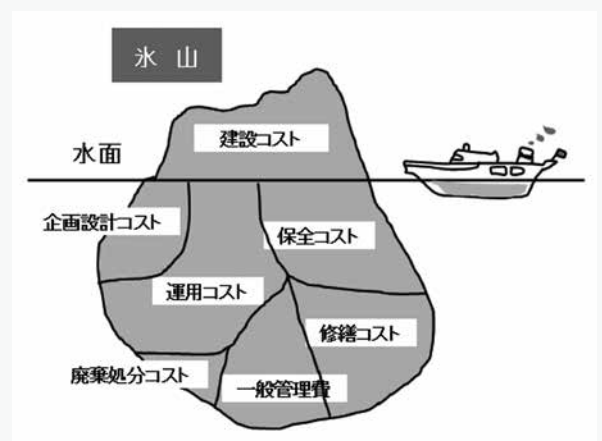 氷山
建設コスト
水面
企画設計コスト
保全コスト
運用コスト
修繕コスト
廃棄処分コスト
一般管理費